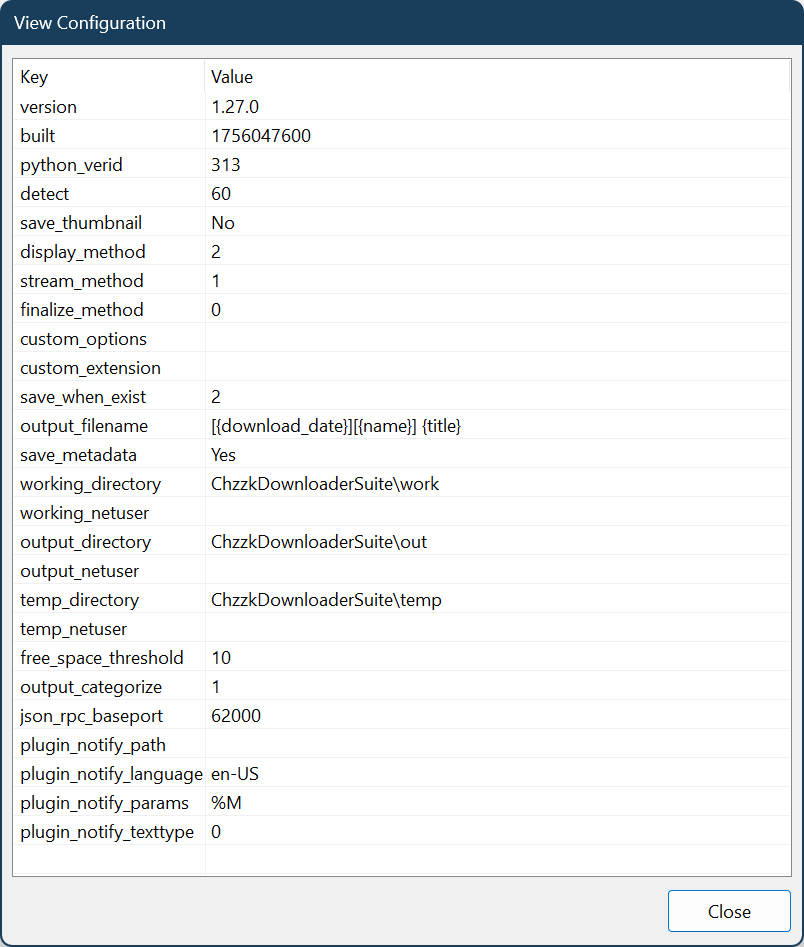 View Configuration
Key Value
version 1.27.0
built 1756047600
python_verid 313
detect 60
save_thumbnail No
display_method 2
stream_method 1
finalize_method 0
custom_options
custom_extension
save_when_exist 2
output_filename [{download_date}][{name}] {title}
save_metadata Yes
working_directory ChzzkDownloaderSuite\work
working_netuser
output_directory ChzzkDownloaderSuite\out
output_netuser
temp_directory ChzzkDownloaderSuite\temp
temp_netuser
free_space_threshold 10
output_categorize 1
json_rpc_baseport 62000
plugin_notify_path
plugin_notify_language en-US
plugin_notify_params %M
plugin_notify_texttype 0
Close